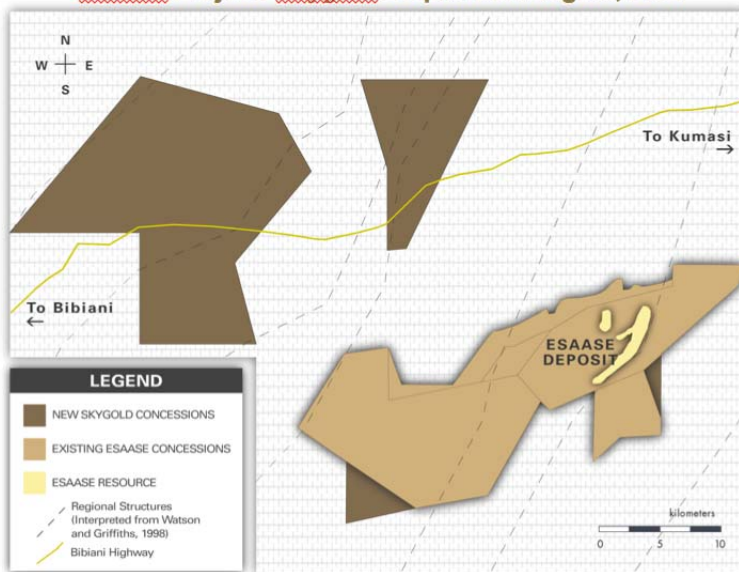 N
W E
S
To Kumasi
→
To Bibiani
←
ESAASE
DEPOSIT
LEGEND
NEW SKYGOLD CONCESSIONS
EXISTING ESAASE CONCESSIONS
ESAASE RESOURCE
Regional Structures
(Interpreted from Watson
and Griffiths, 1998)
Bibiani Highway
kilometers
0 5 10